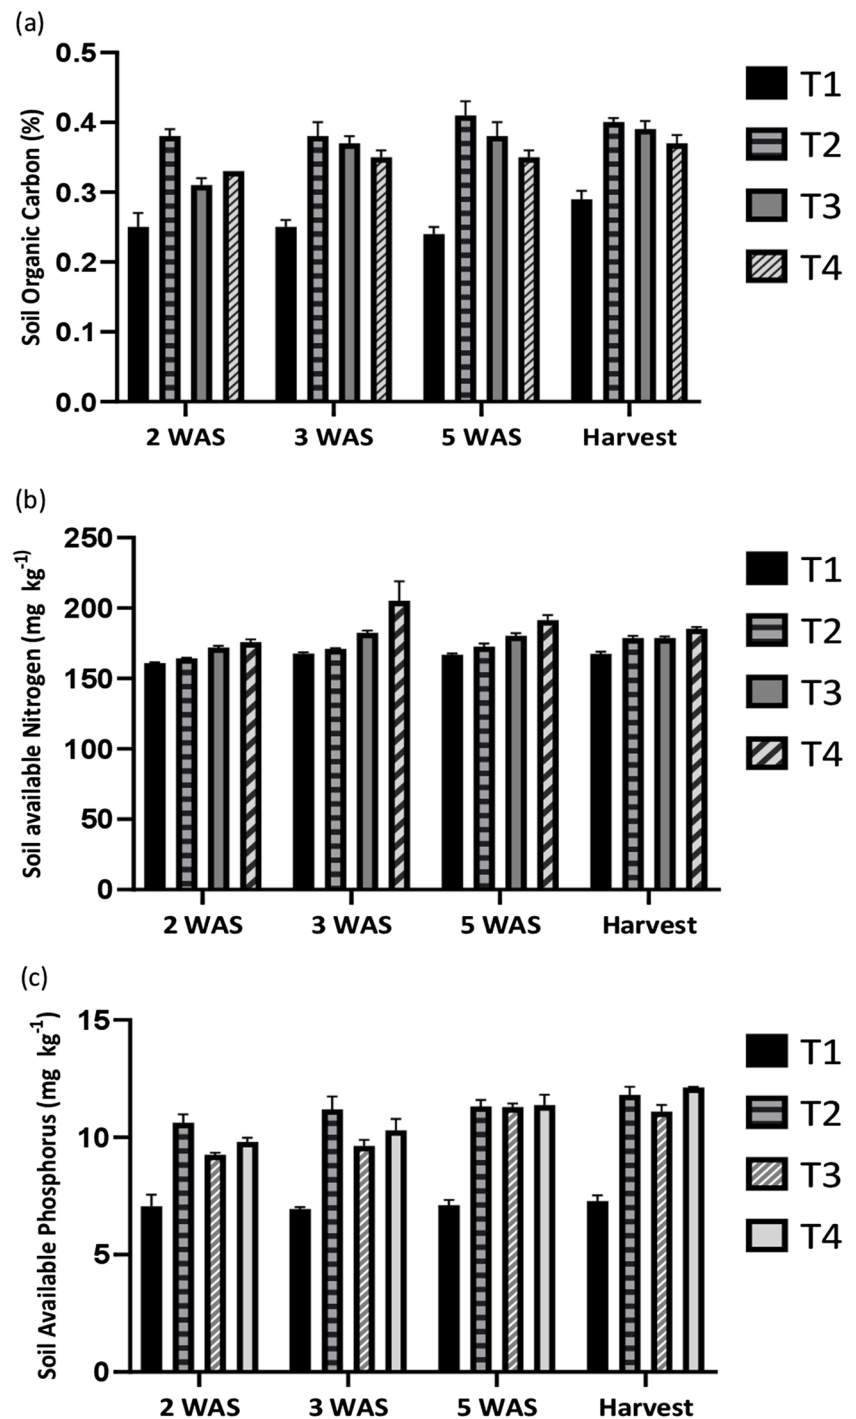 (a)
Soil Organic Carbon (%)
0.5
0.4
0.3
0.2
0.1
0.0
2 WAS
3 WAS
5 WAS
Harvest
T1
T2
T3
T4
(b)
Soil available Nitrogen (mg kg⁻¹)
250
200
150
100
50
0
2 WAS
3 WAS
5 WAS
Harvest
T1
T2
T3
T4
(c)
Soil Available Phosphorus (mg kg⁻¹)
15
10
5
0
2 WAS
3 WAS
5 WAS
Harvest
T1
T2
T3
T4